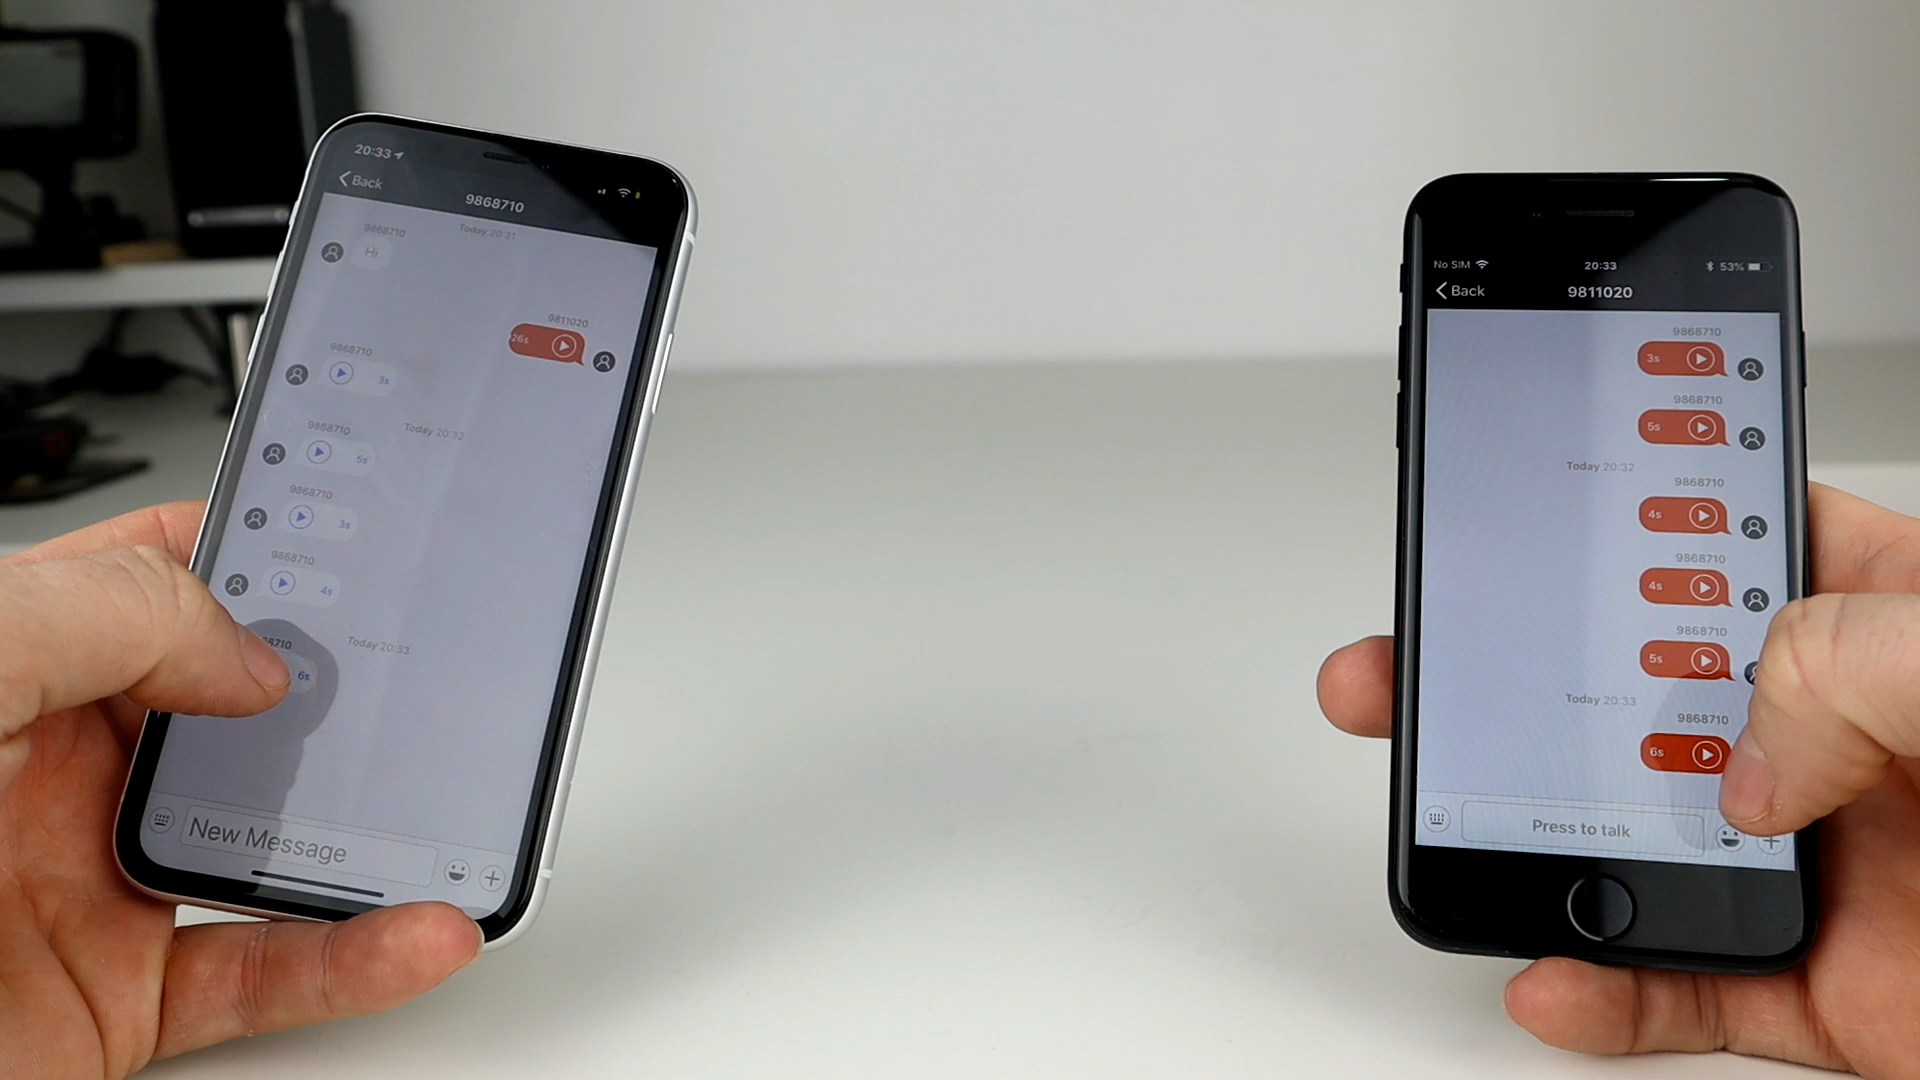 20:33
Back
9868710
Today 20:31
9868710
Hi
9811020
26s
9868710
3s
Today 20:32
9868710
5s
9868710
3s
9868710
4s
Today 20:33
8710
6s
New Message
No SIM
20:33
53%
Back
9811020
9868710
3s
9868710
5s
Today 20:32
9868710
4s
9868710
4s
9868710
5s
Today 20:33
9868710
6s
Press to talk